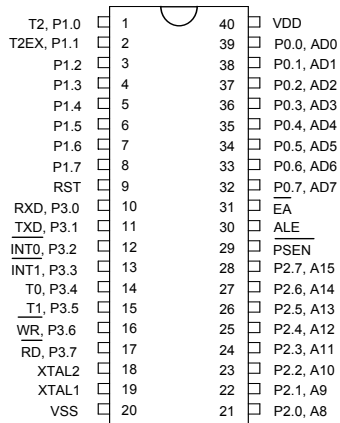 T2, P1.0 1 40 VDD
T2EX, P1.1 2 39 P0.0, AD0
P1.2 3 38 P0.1, AD1
P1.3 4 37 P0.2, AD2
P1.4 5 36 P0.3, AD3
P1.5 6 35 P0.4, AD4
P1.6 7 34 P0.5, AD5
P1.7 8 33 P0.6, AD6
RST 9 32 P0.7, AD7
RXD, P3.0 10 31 EA
TXD, P3.1 11 30 ALE
INT0, P3.2 12 29 PSEN
INT1, P3.3 13 28 P2.7, A15
T0, P3.4 14 27 P2.6, A14
T1, P3.5 15 26 P2.5, A13
WR, P3.6 16 25 P2.4, A12
RD, P3.7 17 24 P2.3, A11
XTAL2 18 23 P2.2, A10
XTAL1 19 22 P2.1, A9
VSS 20 21 P2.0, A8